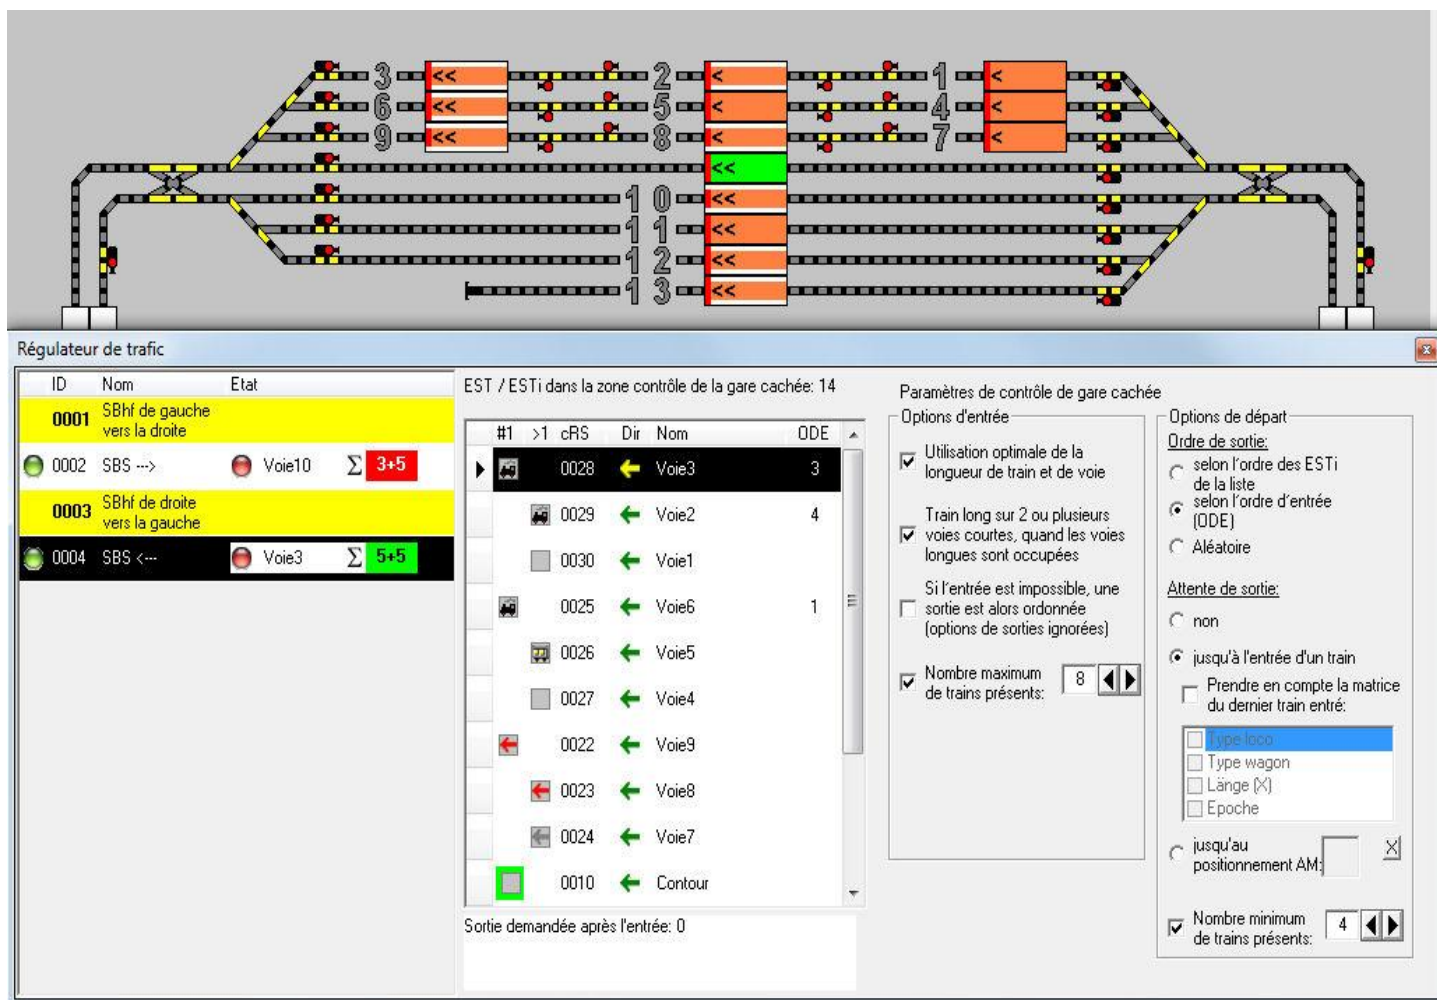 3 << 2 < 1 <
6 << 5 < 4 <
9 << 8 < 7 <
<<
1 0 <<
1 1 <<
1 2 <<
1 3 <<
Régulateur de trafic
ID Nom Etat
0001 SBhf de gauche
vers la droite
0002 SBS ---> Voie10 Σ 3+5
0003 SBhf de droite
vers la gauche
0004 SBS <--- Voie3 Σ 5+5
EST / ESTi dans la zone contrôle de la gare cachée: 14
#1 >1 cRS Dir Nom ODE
0028 Voie3 3
0029 Voie2 4
0030 Voie1
0025 Voie6 1
0026 Voie5
0027 Voie4
0022 Voie9
0023 Voie8
0024 Voie7
0010 Contour
Sortie demandée après l'entrée: 0
Paramètres de contrôle de gare cachée
Options d'entrée
Utilisation optimale de la
longueur de train et de voie
Train long sur 2 ou plusieurs
voies courtes, quand les voies
longues sont occupées
Si l'entrée est impossible, une
sortie est alors ordonnée
(options de sorties ignorées)
Nombre maximum
de trains présents: 8
Options de départ
Ordre de sortie:
selon l'ordre des ESTi
de la liste
selon l'ordre d'entrée
(ODE)
Aléatoire
Attente de sortie:
non
jusqu'à l'entrée d'un train
Prendre en compte la matrice
du dernier train entré:
Type loco
Type wagon
Länge (X)
Epoche
jusqu'au
positionnement AM: X
Nombre minimum
de trains présents: 4